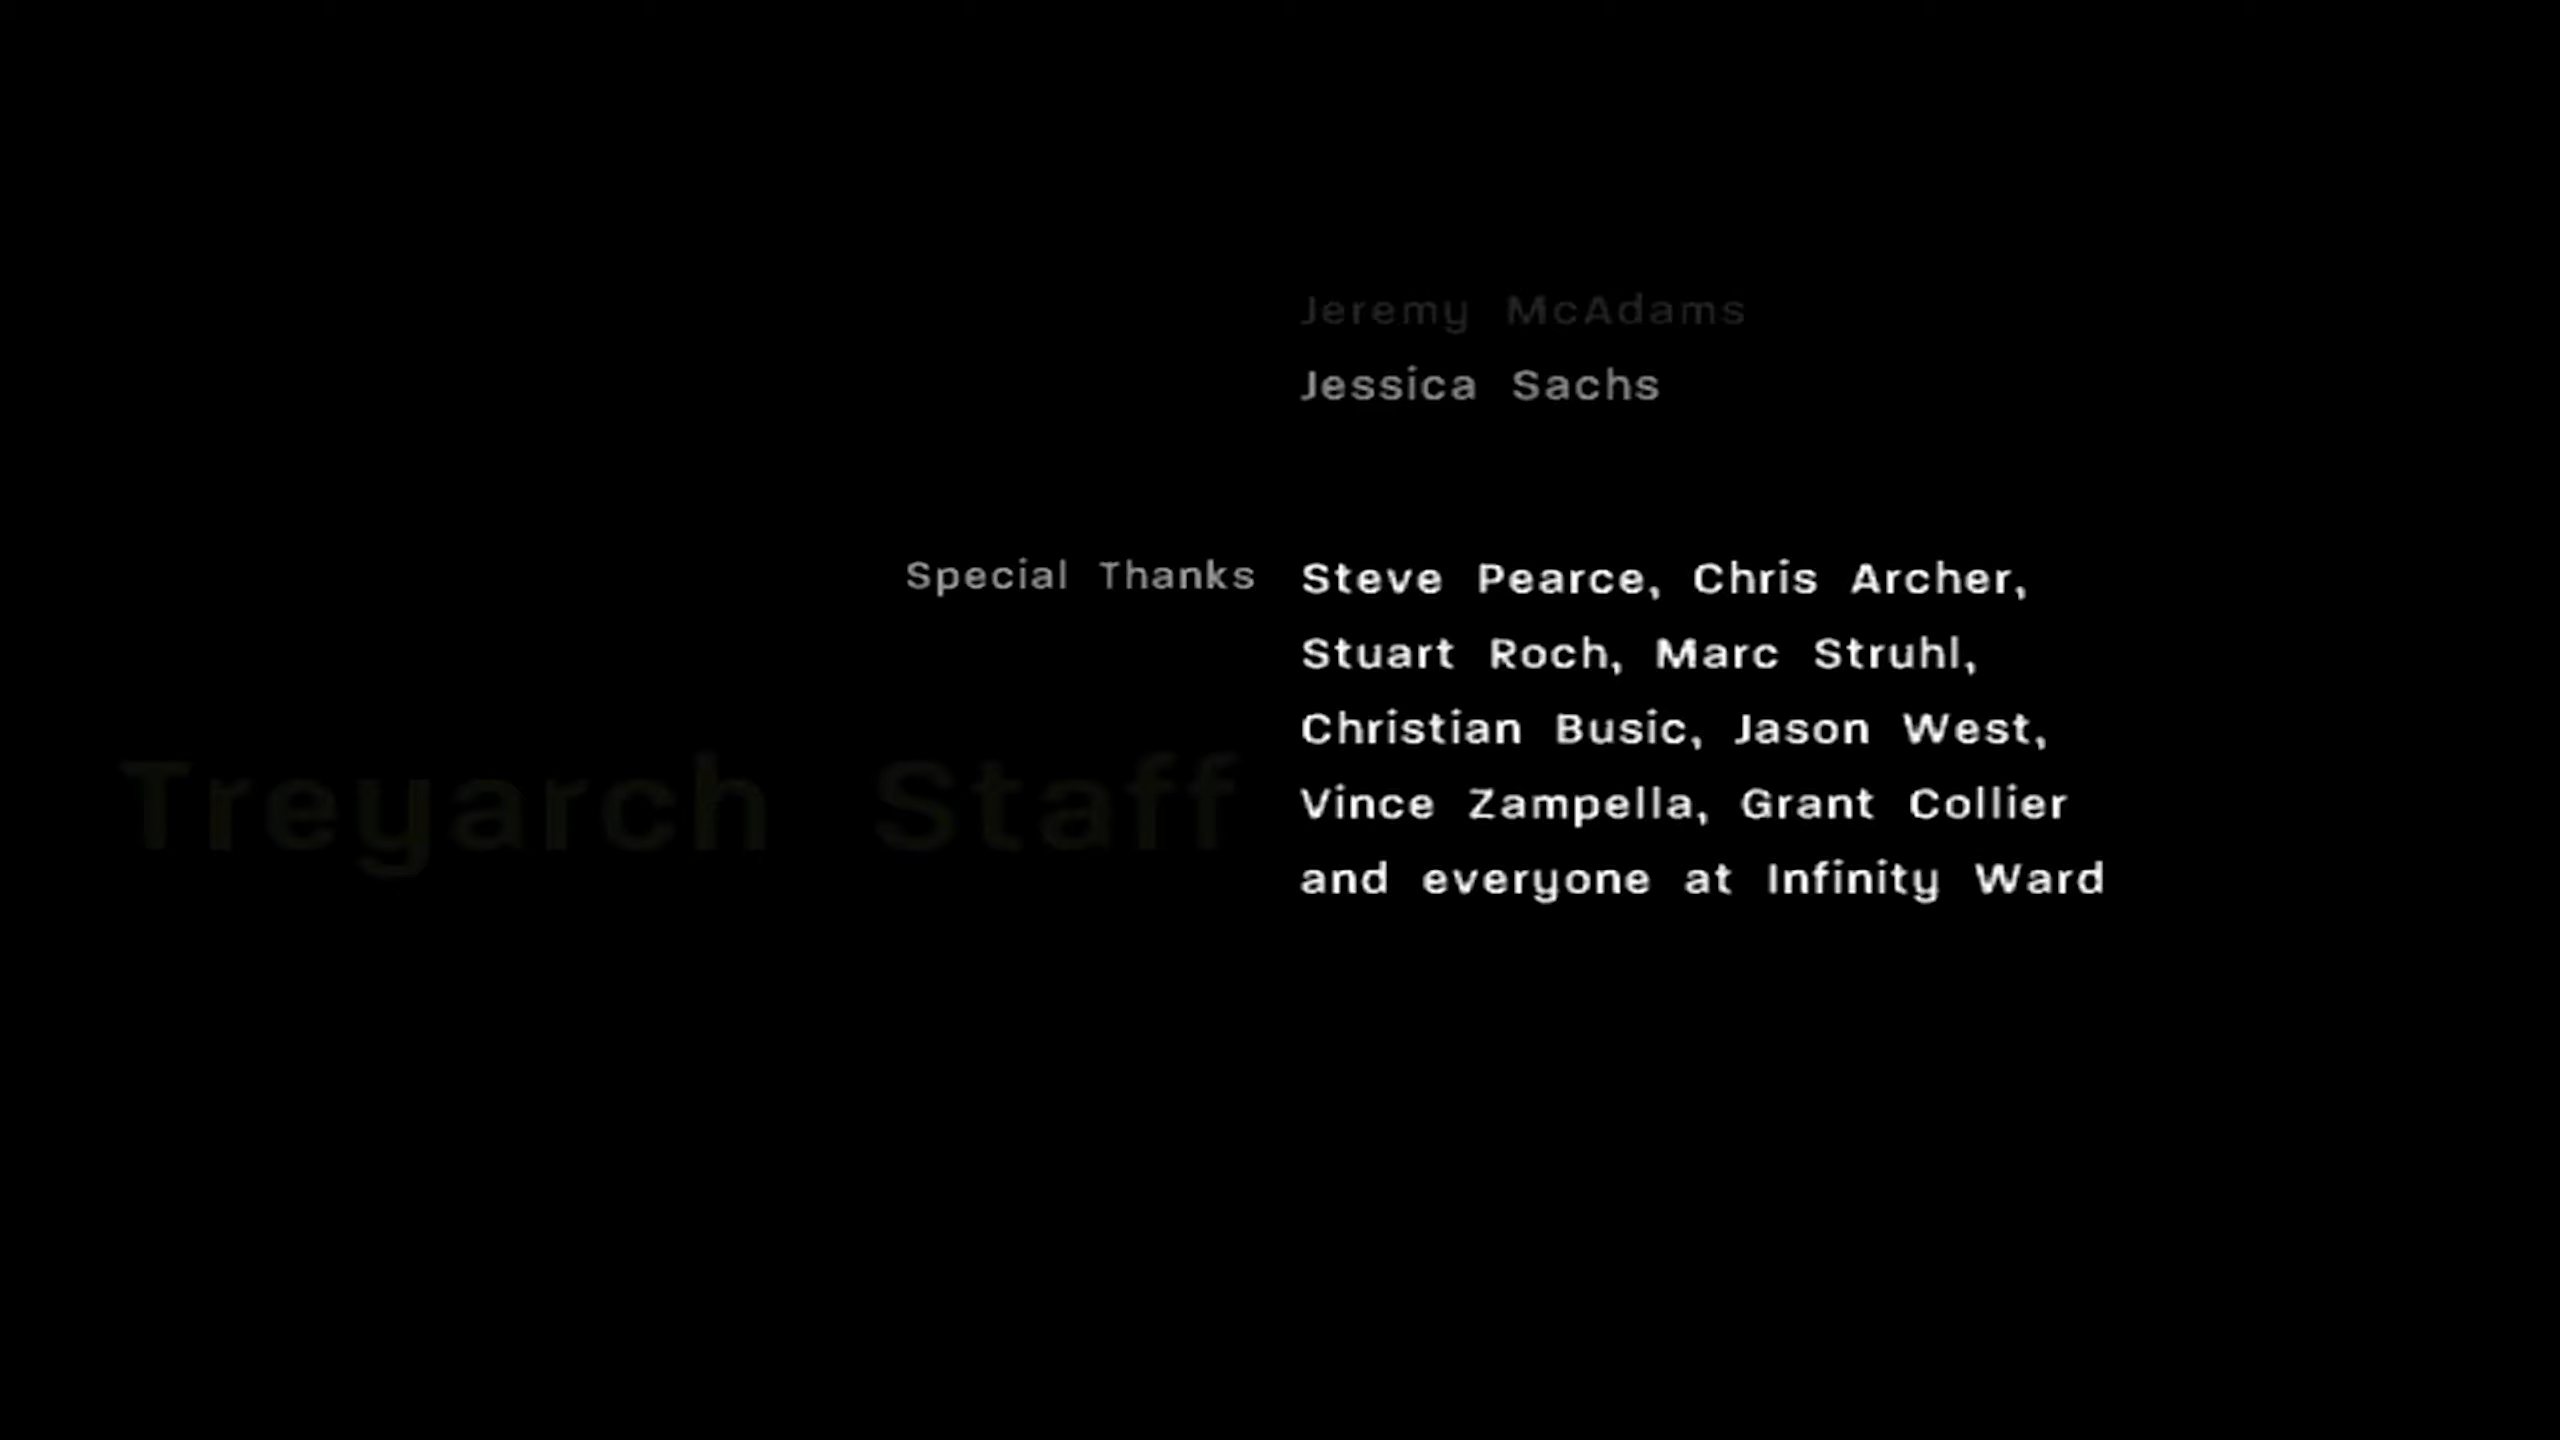 Jeremy McAdams
Jessica Sachs
Special Thanks Steve Pearce, Chris Archer,
Stuart Roch, Marc Struhl,
Christian Busic, Jason West,
Treyarch Staff Vince Zampella, Grant Collier
and everyone at Infinity Ward